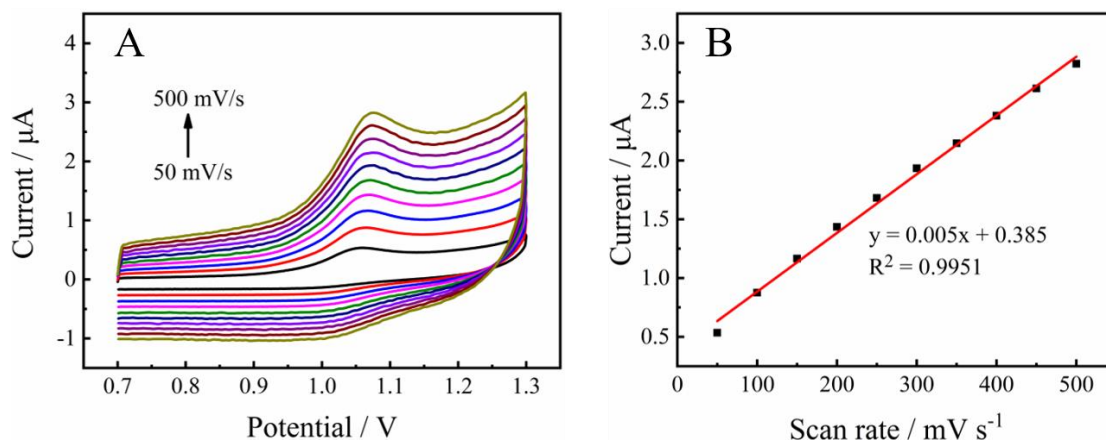 A
500 mV/s
50 mV/s
4
3
2
1
0
-1
0.7 0.8 0.9 1.0 1.1 1.2 1.3
Potential / V
Current / μA
B
3.0
2.5
2.0
1.5
1.0
0.5
y = 0.005x + 0.385
R² = 0.9951
0 100 200 300 400 500
Scan rate / mV s⁻¹
Current / μA